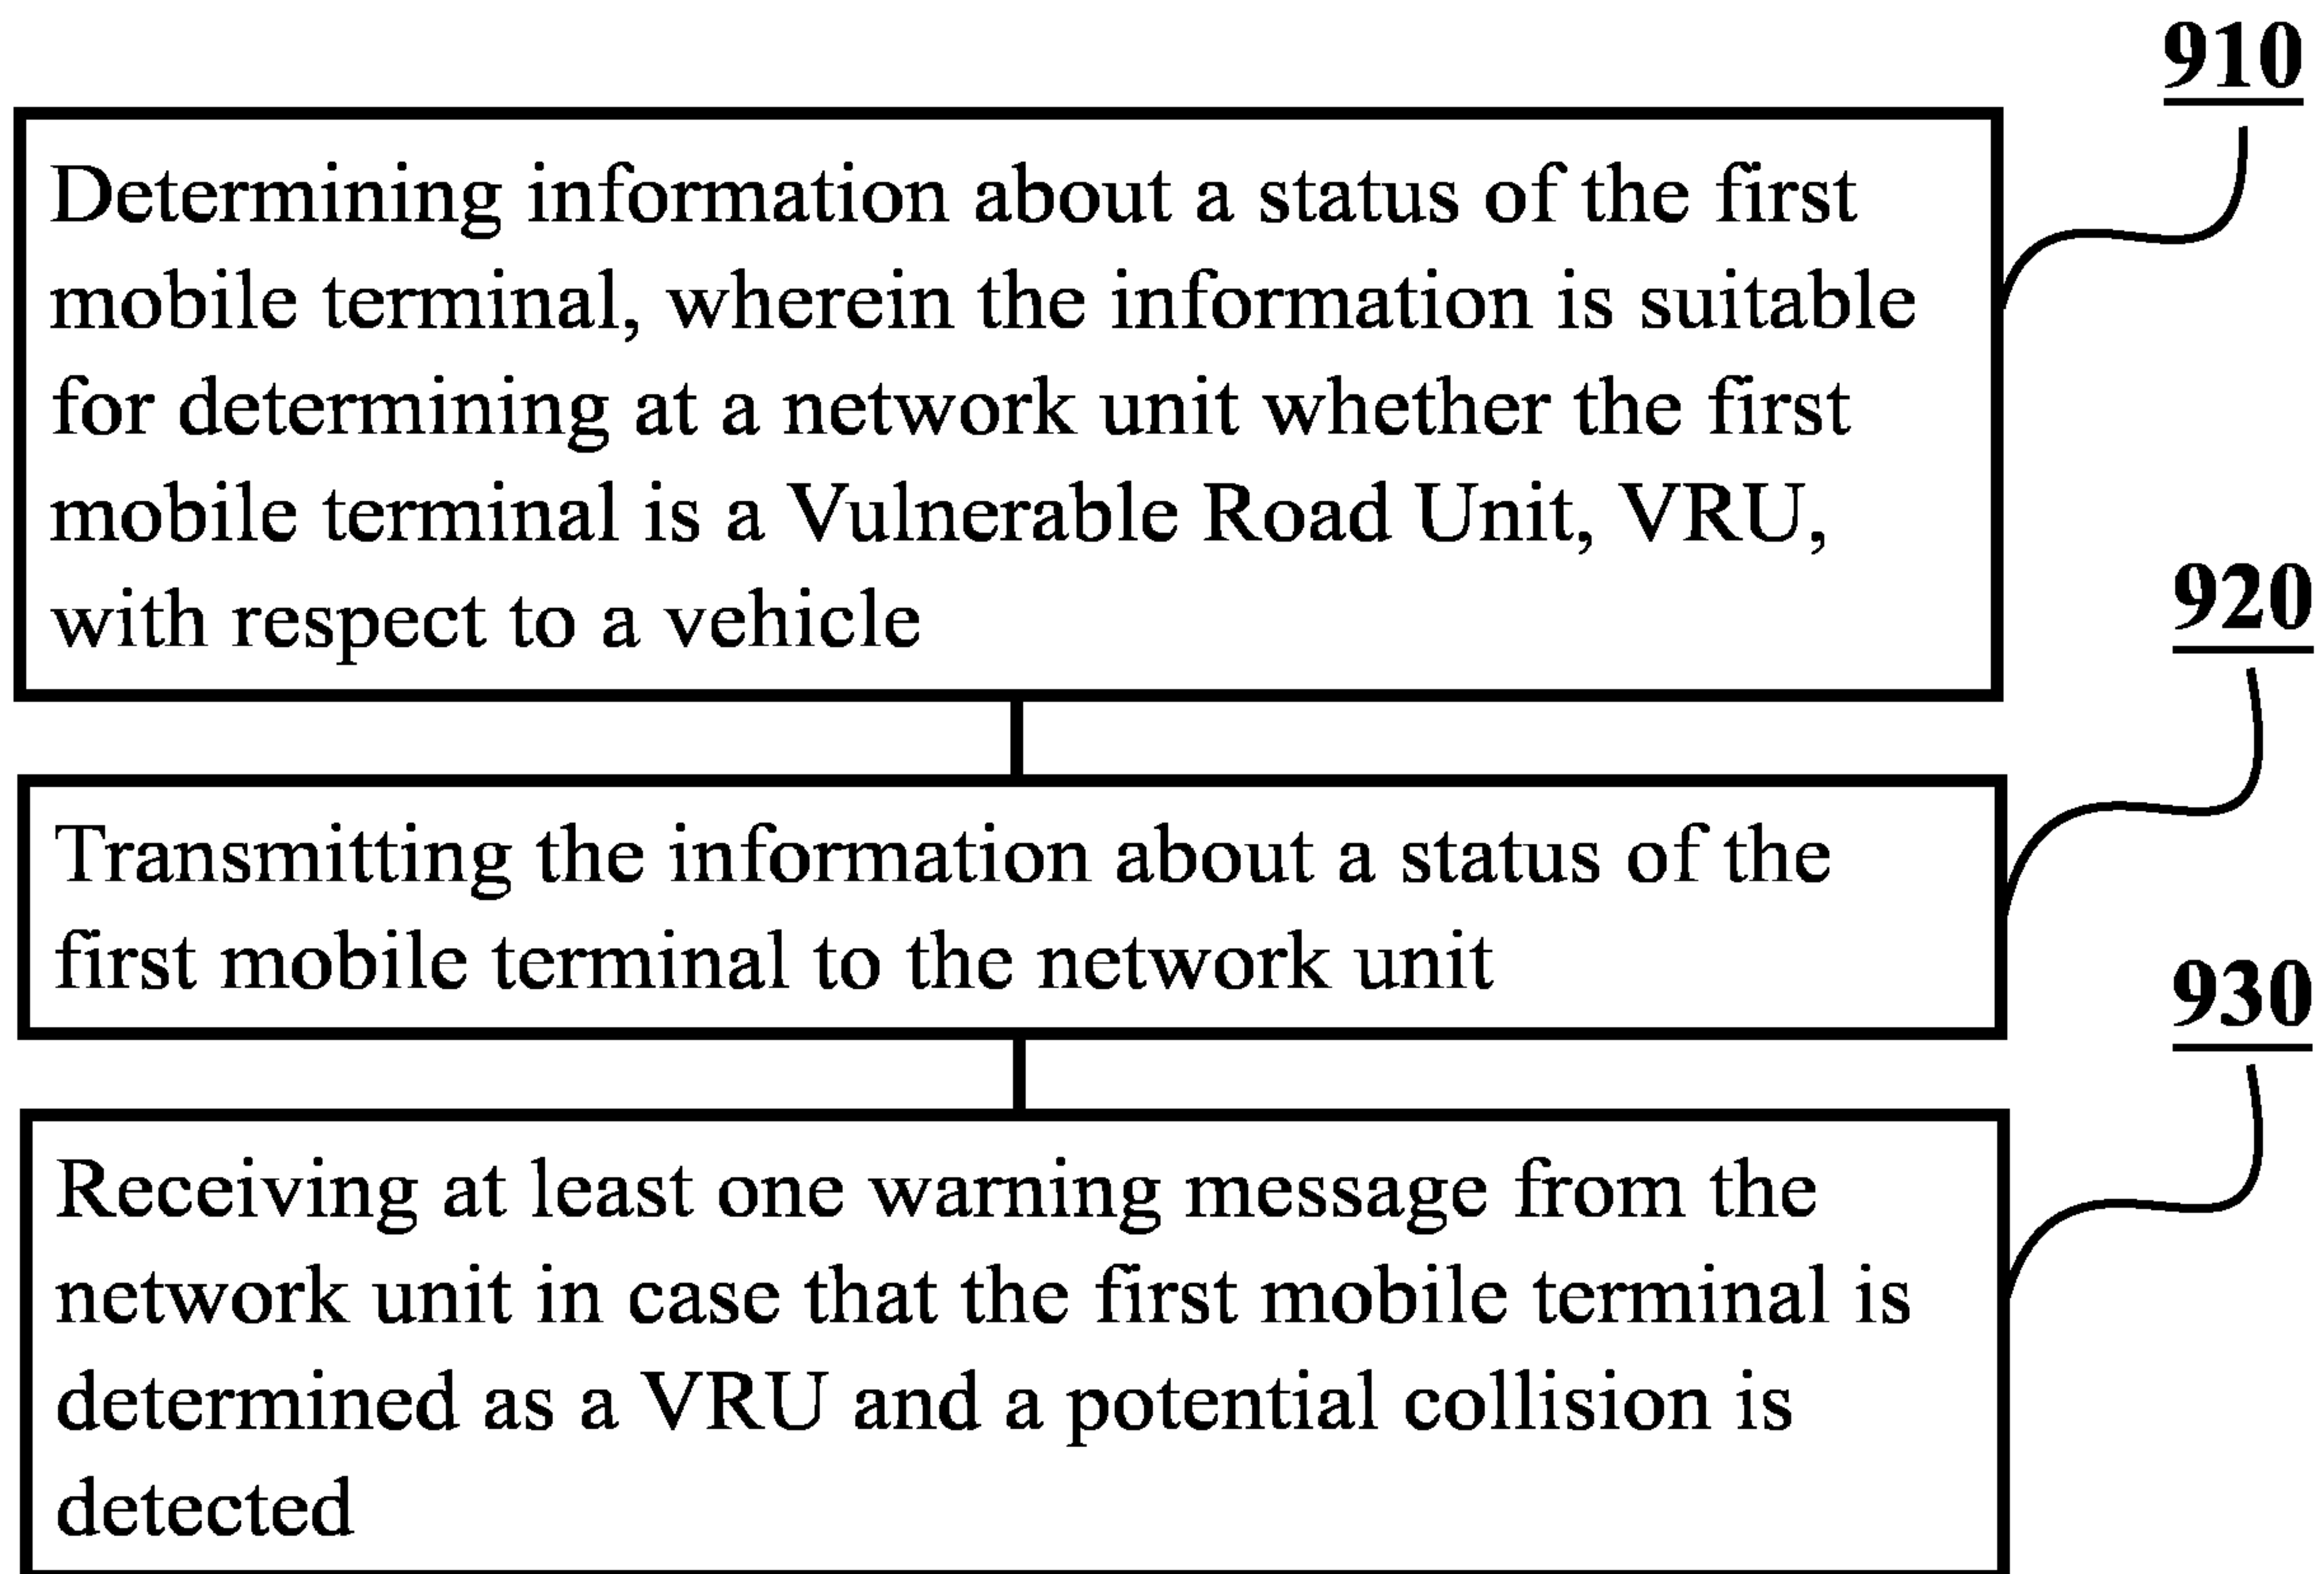 910
Determining information about a status of the first
mobile terminal, wherein the information is suitable
for determining at a network unit whether the first
mobile terminal is a Vulnerable Road Unit, VRU,
with respect to a vehicle
920
Transmitting the information about a status of the
first mobile terminal to the network unit
930
Receiving at least one warning message from the
network unit in case that the first mobile terminal is
determined as a VRU and a potential collision is
detected